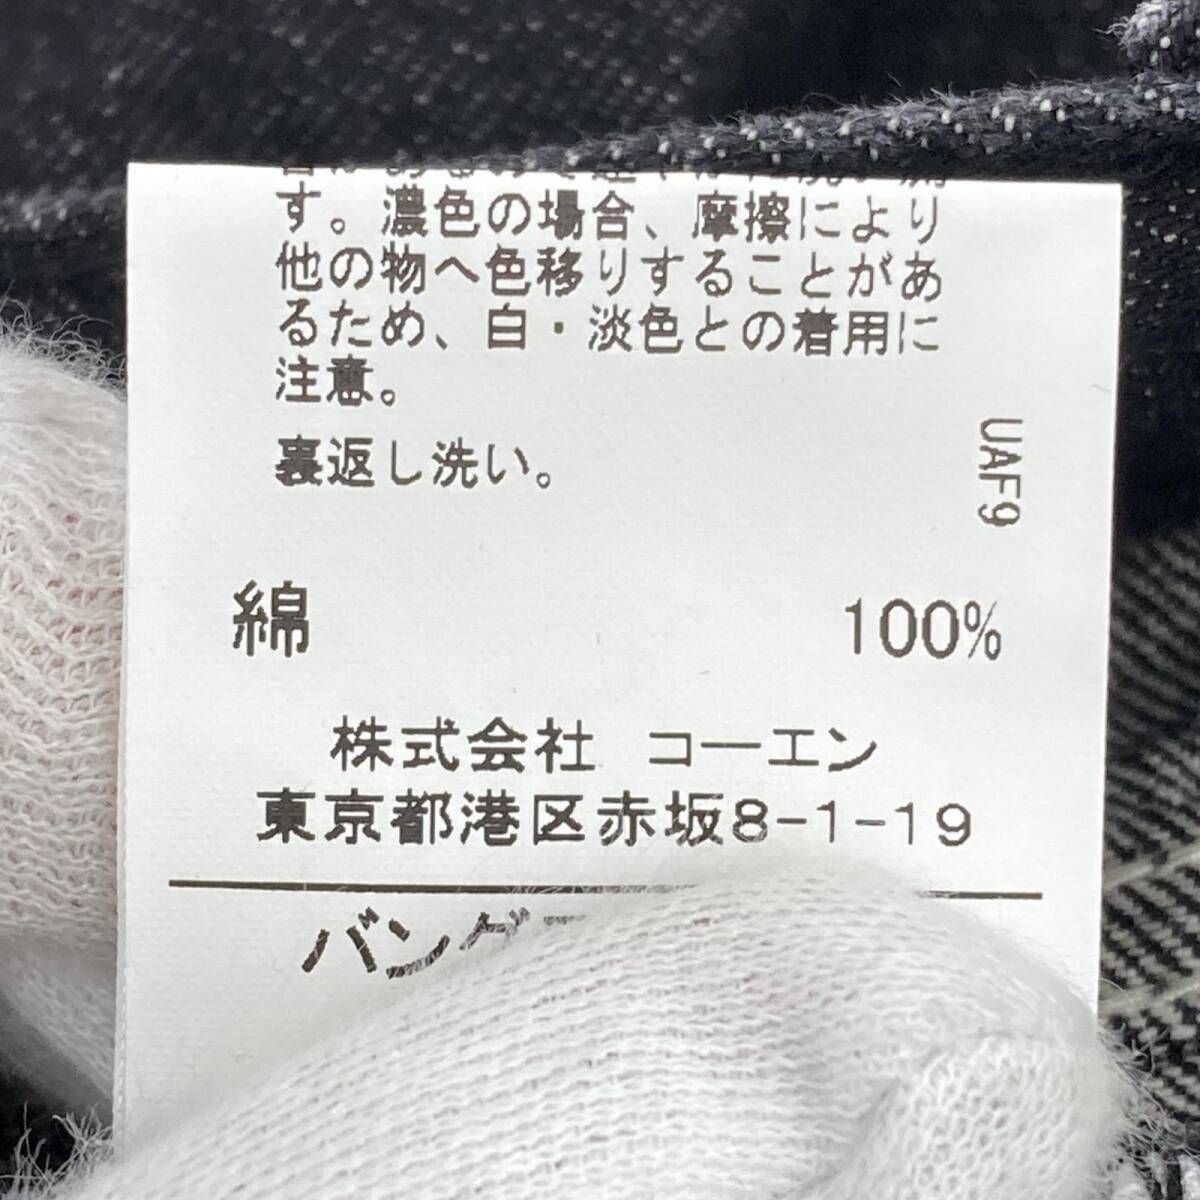 す。濃色の場合、摩擦により
他の物へ色移りすることがあ
るため、白・淡色との着用に
注意。
裏返し洗い。
UAF9
綿 100%
株式会社 コーエン
東京都港区赤坂8-1-19
バング